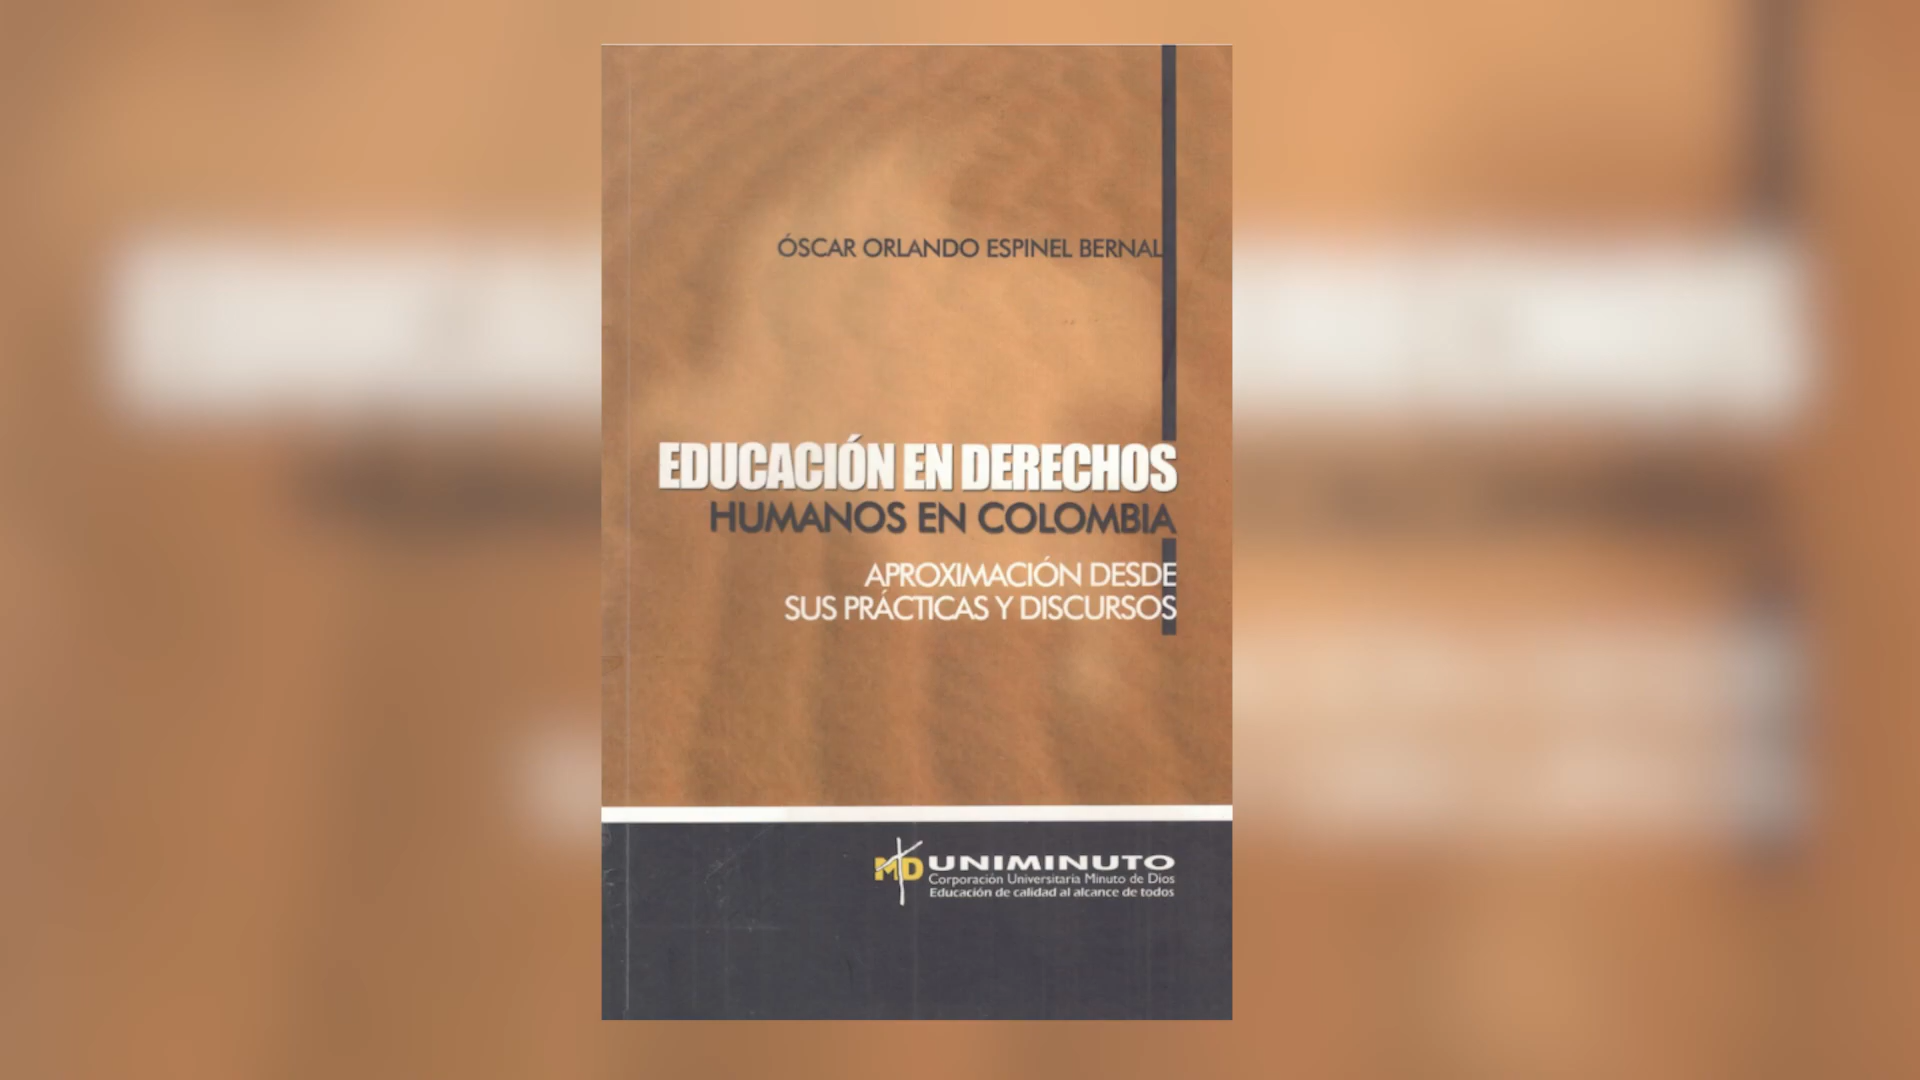 ÓSCAR ORLANDO ESPINEL BERNAL
EDUCACIÓN EN DERECHOS
HUMANOS EN COLOMBIA
APROXIMACIÓN DESDE
SUS PRÁCTICAS Y DISCURSOS
MD UNIMINUTO
Corporación Universitaria Minuto de Dios
Educación de calidad al alcance de todos